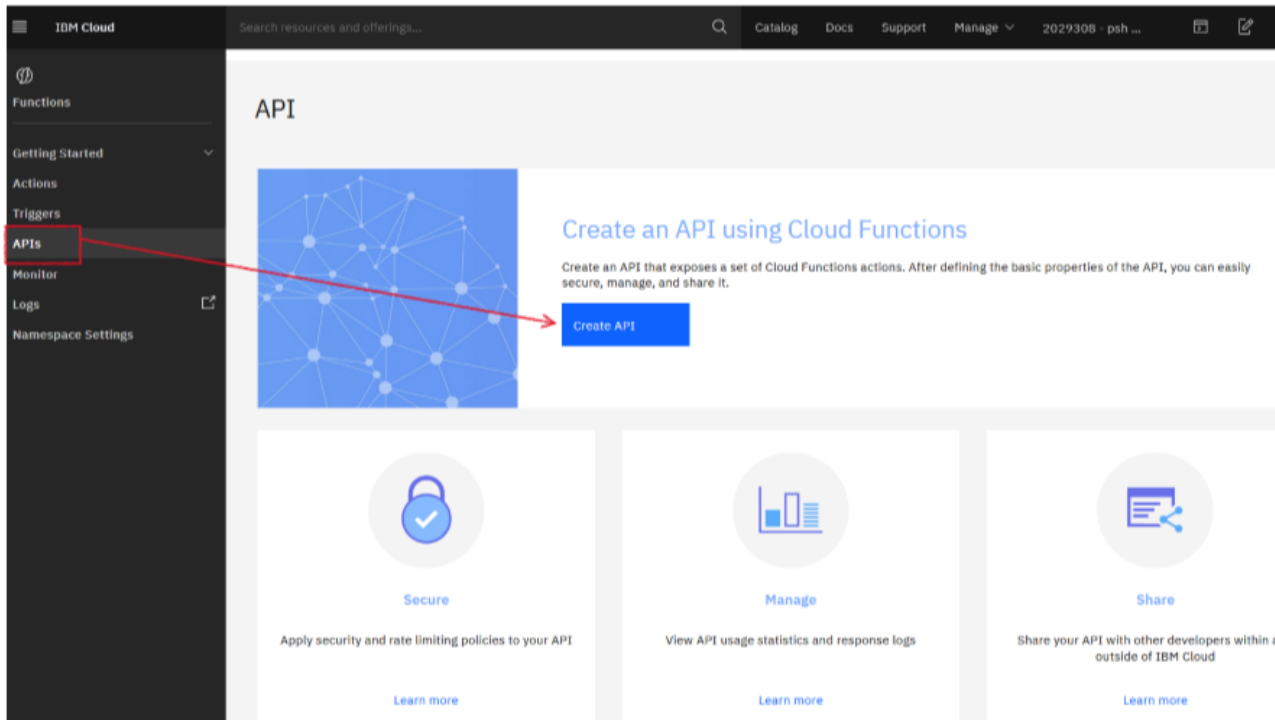 IBM Cloud
Search resources and offerings...
Catalog
Docs
Support
Manage
2029308 - psh ...
Functions
Getting Started
Actions
Triggers
APIs
Monitor
Logs
Namespace Settings
API
Create an API using Cloud Functions
Create an API that exposes a set of Cloud Functions actions. After defining the basic properties of the API, you can easily
secure, manage, and share it.
Create API
Secure
Apply security and rate limiting policies to your API
Learn more
Manage
View API usage statistics and response logs
Learn more
Share
Share your API with other developers within
outside of IBM Cloud
Learn more